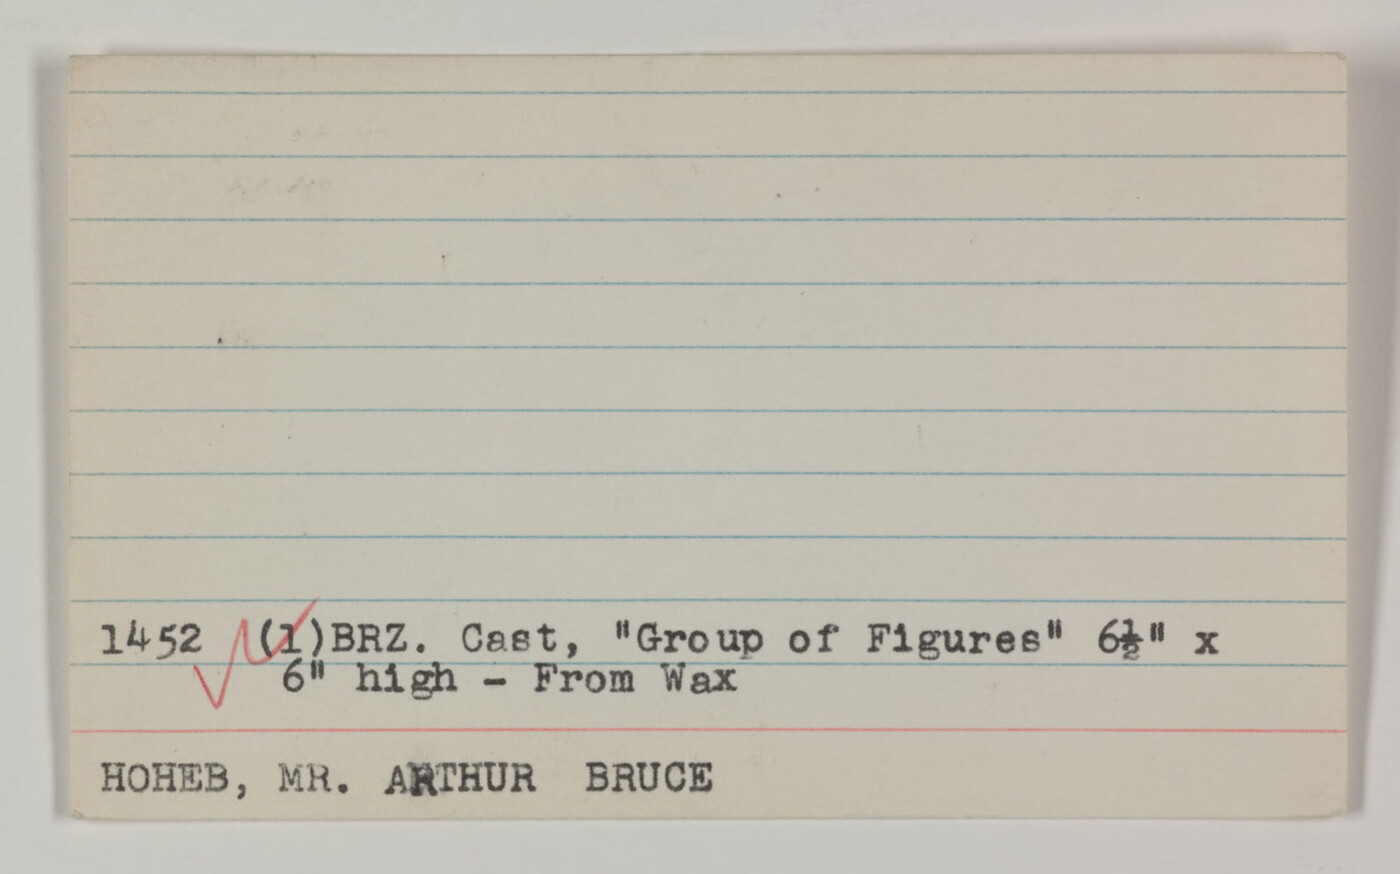 1452 (1)BRZ. Cast, "Group of Figures" 6½" x
6" high - From Wax
HOHEB, MR. ARTHUR BRUCE